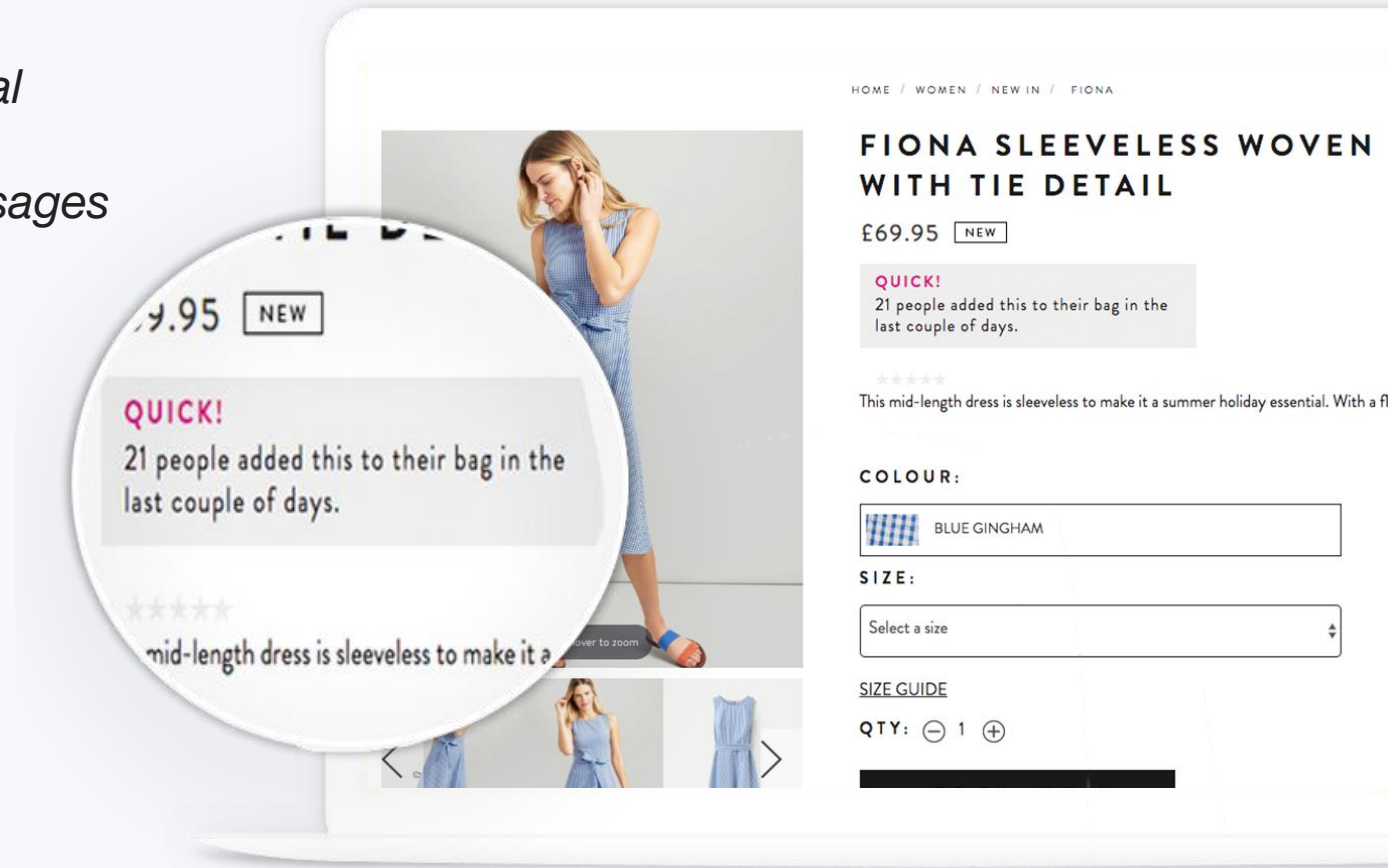 al
sages
HOME / WOMEN / NEW IN / FIONA
FIONA SLEEVELESS WOVEN
WITH TIE DETAIL
£69.95 NEW
QUICK!
21 people added this to their bag in the
last couple of days.
This mid-length dress is sleeveless to make it a summer holiday essential. With a fl
COLOUR:
BLUE GINGHAM
SIZE:
Select a size
SIZE GUIDE
QTY: 1
9.95 NEW
QUICK!
21 people added this to their bag in the
last couple of days.
mid-length dress is sleeveless to make it a
over to zoom